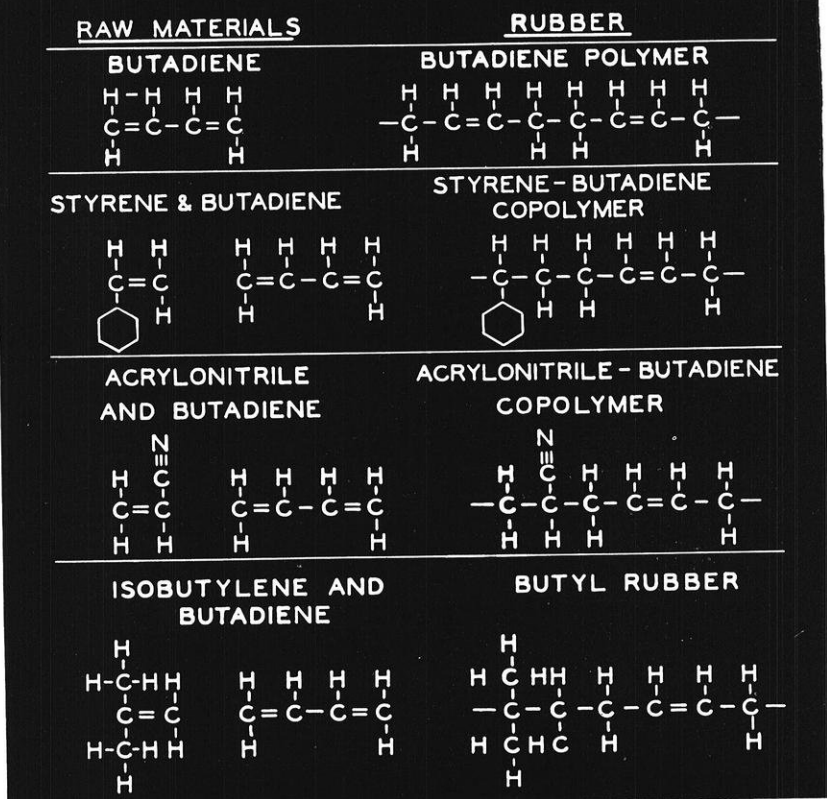 RAW MATERIALS
RUBBER
BUTADIENE
BUTADIENE POLYMER
H-H H H
H H H H H H H H
C=C-C=C
-C-C=C-C-C-C=C-C-
H H
H H H H
STYRENE & BUTADIENE
STYRENE-BUTADIENE
COPOLYMER
H H H H H H
H H H H H H
C=C C=C-C=C
-C-C-C-C=C-C-
H H H
H H H
ACRYLONITRILE
AND BUTADIENE
ACRYLONITRILE-BUTADIENE
COPOLYMER
N
N
≡
≡
H C H H H H
H C H H H
C=C C=C-C=C
-C-C-C-C=C-C-
H H H H
H H H H
ISOBUTYLENE AND
BUTADIENE
BUTYL RUBBER
H
H
H-C-H H H H H H
H C HH H H H H
C=C C=C-C=C
-C-C-C-C=C-C-
H-C-H H H H
H C H C H H
H
H